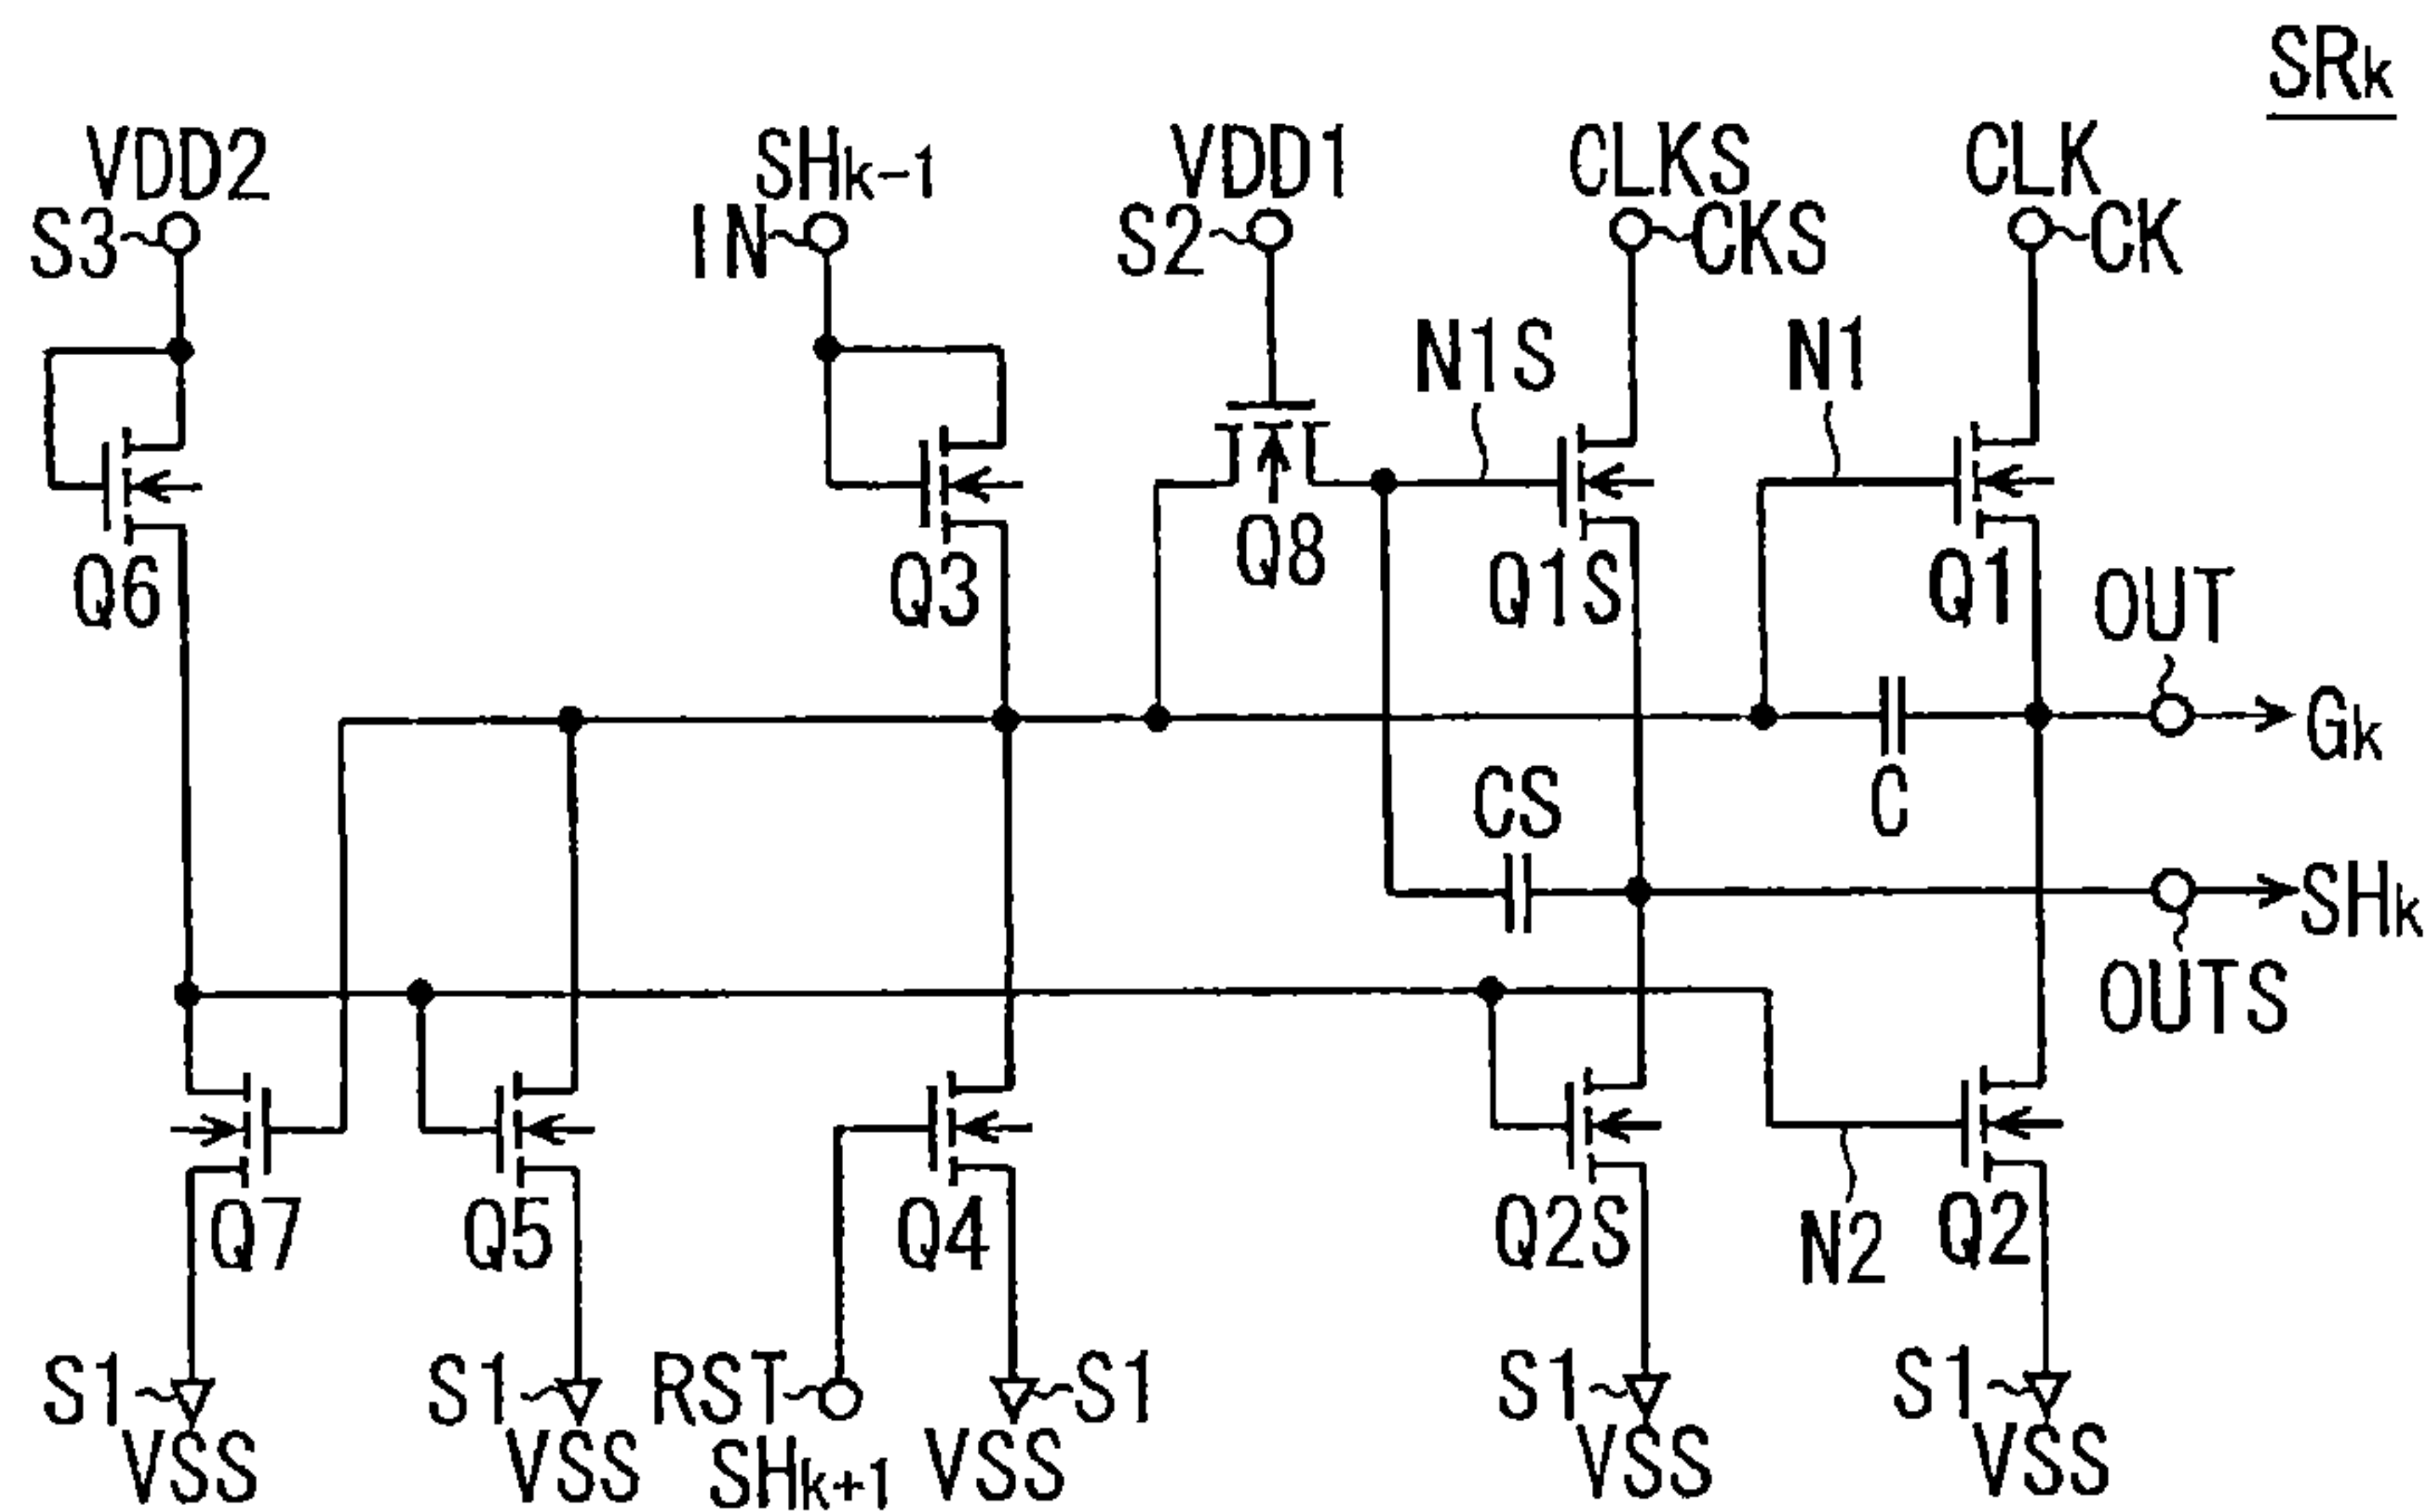 SRk
VDD2
SHk-1
VDD1
CLKS
CLK
S3
IN
S2
CKS
CK
N1S
N1
Q6
Q3
Q8
Q1S
Q1
OUT
Gk
CS
C
SHk
OUTS
Q7
Q5
Q4
Q2S
N2
Q2
S1
S1
RST
S1
S1
S1
VSS
VSS
SHk+1
VSS
VSS
VSS